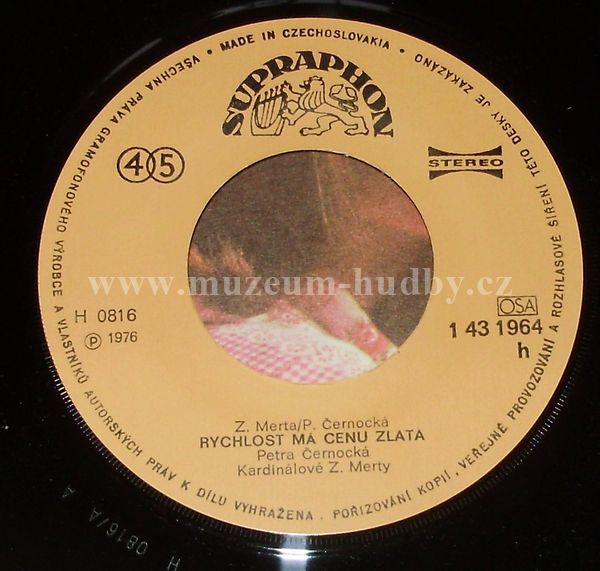 VŠECHNA PRÁVA GRAMOFONOVÉHO VÝROBCE A VLASTNÍKŮ AUTORSKÝCH PRÁV K DÍLU VYHRAŽENA . POŘIZOVÁNÍ KOPIÍ, VEŘEJNÉ PROVOZOVÁNÍ A ROZHLASOVÉ ŠÍŘENÍ TÉTO DESKY JE ZAKÁZÁNO • MADE IN CZECHOSLOVAKIA •
SUPRAPHON
45
STEREO
www.muzeum-hudby.cz
H 0816
℗ 1976
OSA
1 43 1964
h
Z. Merta/P. Černocká
RYCHLOST MÁ CENU ZLATA
Petra Černocká
Kardinálové Z. Merty
H 0816/A A